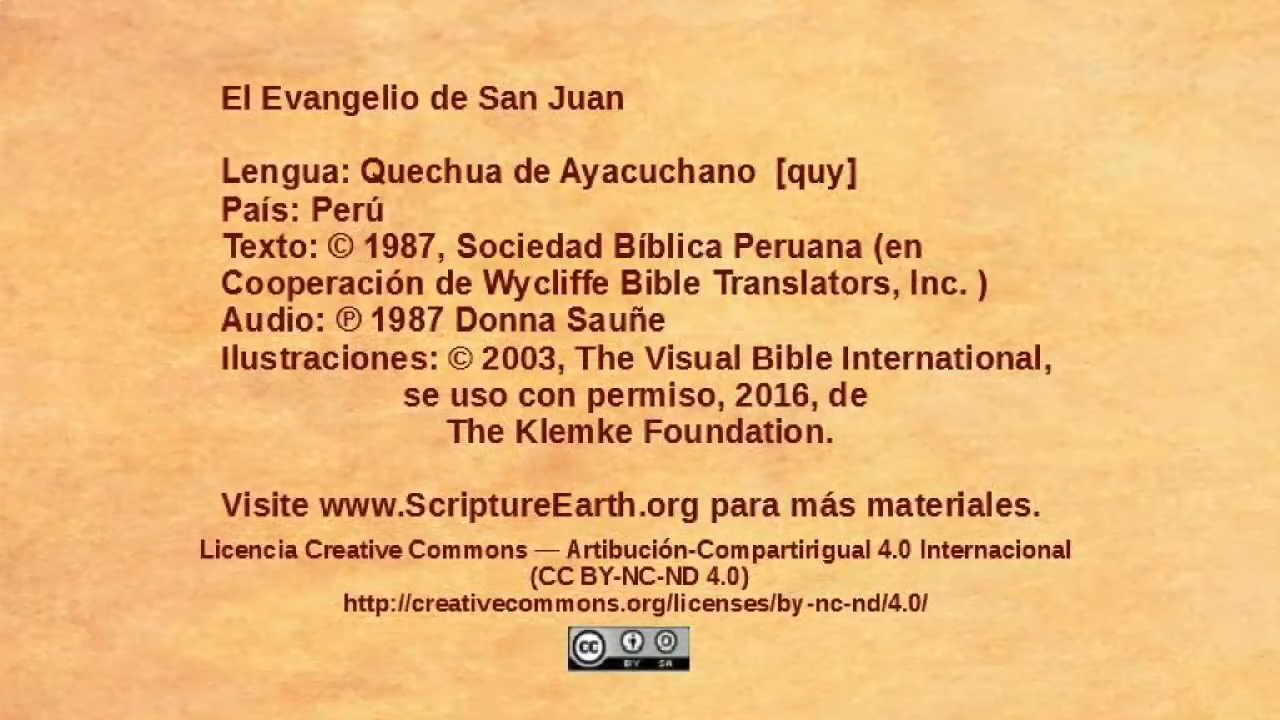 El Evangelio de San Juan
Lengua: Quechua de Ayacuchano [quy]
País: Perú
Texto: © 1987, Sociedad Bíblica Peruana (en
Cooperación de Wycliffe Bible Translators, Inc. )
Audio: ℗ 1987 Donna Sauñe
Ilustraciones: © 2003, The Visual Bible International,
se uso con permiso, 2016, de
The Klemke Foundation.
Visite www.ScriptureEarth.org para más materiales.
Licencia Creative Commons — Artibución-Compartirigual 4.0 Internacional
(CC BY-NC-ND 4.0)
http://creativecommons.org/licenses/by-nc-nd/4.0/
cc BY SA